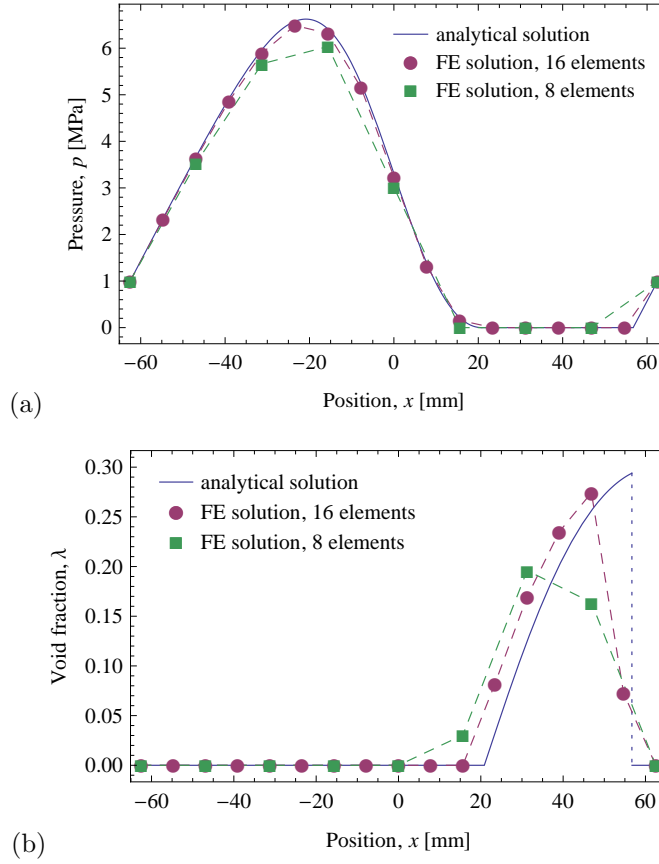 analytical solution
FE solution, 16 elements
FE solution, 8 elements
Pressure, p [MPa]
6
5
4
3
2
1
0
−60 −40 −20 0 20 40 60
Position, x [mm]
(a)
analytical solution
FE solution, 16 elements
FE solution, 8 elements
Void fraction, λ
0.30
0.25
0.20
0.15
0.10
0.05
0.00
−60 −40 −20 0 20 40 60
Position, x [mm]
(b)